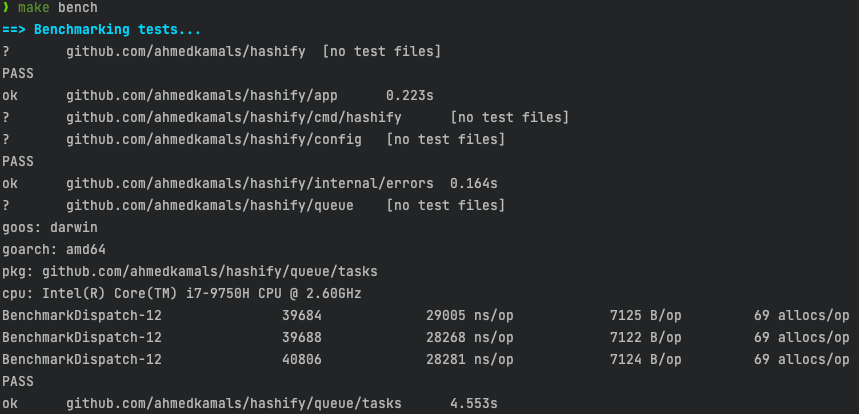 ❯ make bench
==> Benchmarking tests...
?       github.com/ahmedkamals/hashify  [no test files]
PASS
ok      github.com/ahmedkamals/hashify/app      0.223s
?       github.com/ahmedkamals/hashify/cmd/hashify      [no test files]
?       github.com/ahmedkamals/hashify/config   [no test files]
PASS
ok      github.com/ahmedkamals/hashify/internal/errors  0.164s
?       github.com/ahmedkamals/hashify/queue    [no test files]
goos: darwin
goarch: amd64
pkg: github.com/ahmedkamals/hashify/queue/tasks
cpu: Intel(R) Core(TM) i7-9750H CPU @ 2.60GHz
BenchmarkDispatch-12               39684             29005 ns/op            7125 B/op         69 allocs/op
BenchmarkDispatch-12               39688             28268 ns/op            7122 B/op         69 allocs/op
BenchmarkDispatch-12               40806             28281 ns/op            7124 B/op         69 allocs/op
PASS
ok      github.com/ahmedkamals/hashify/queue/tasks      4.553s